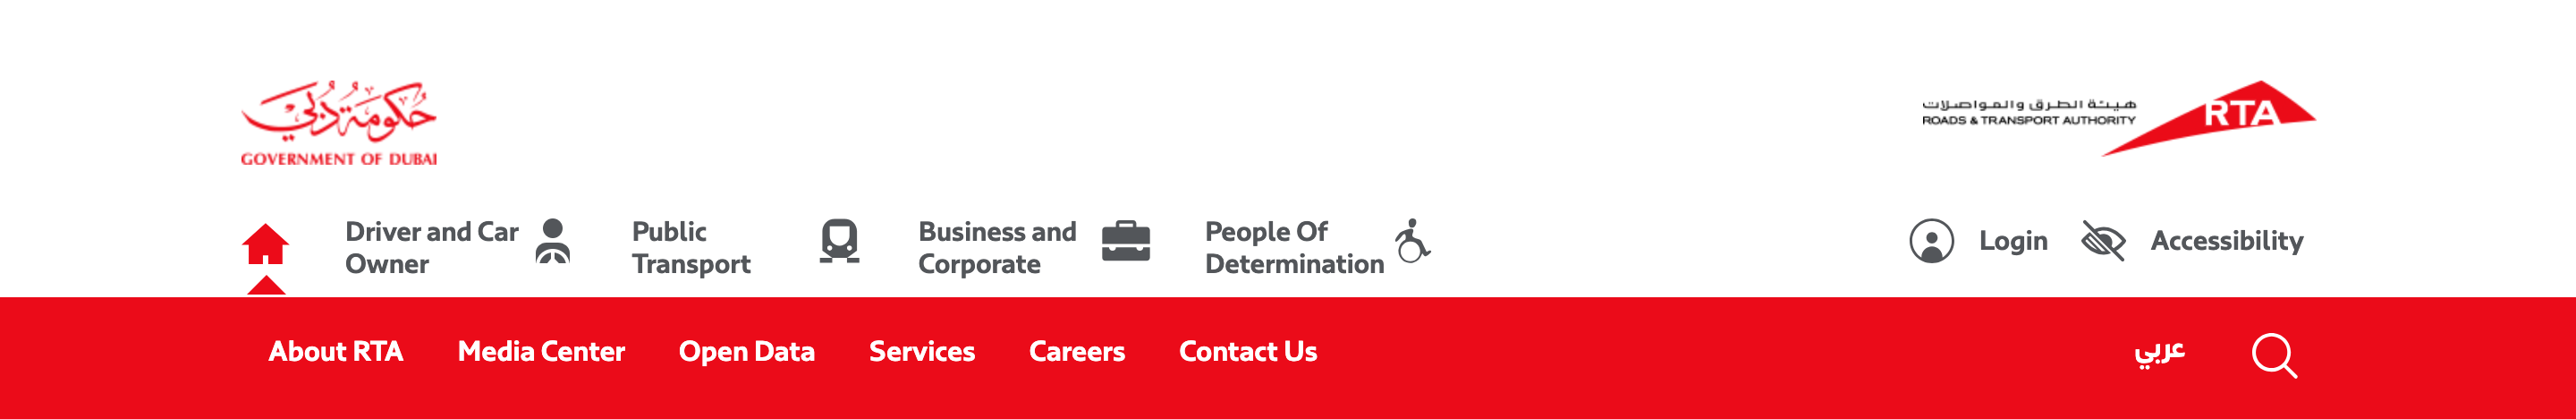 حكومة دبي
GOVERNMENT OF DUBAI
هيئة الطرق والمواصلات
ROADS & TRANSPORT AUTHORITY
RTA
Driver and Car
Owner
Public
Transport
Business and
Corporate
People Of
Determination
Login
Accessibility
About RTA
Media Center
Open Data
Services
Careers
Contact Us
عربي